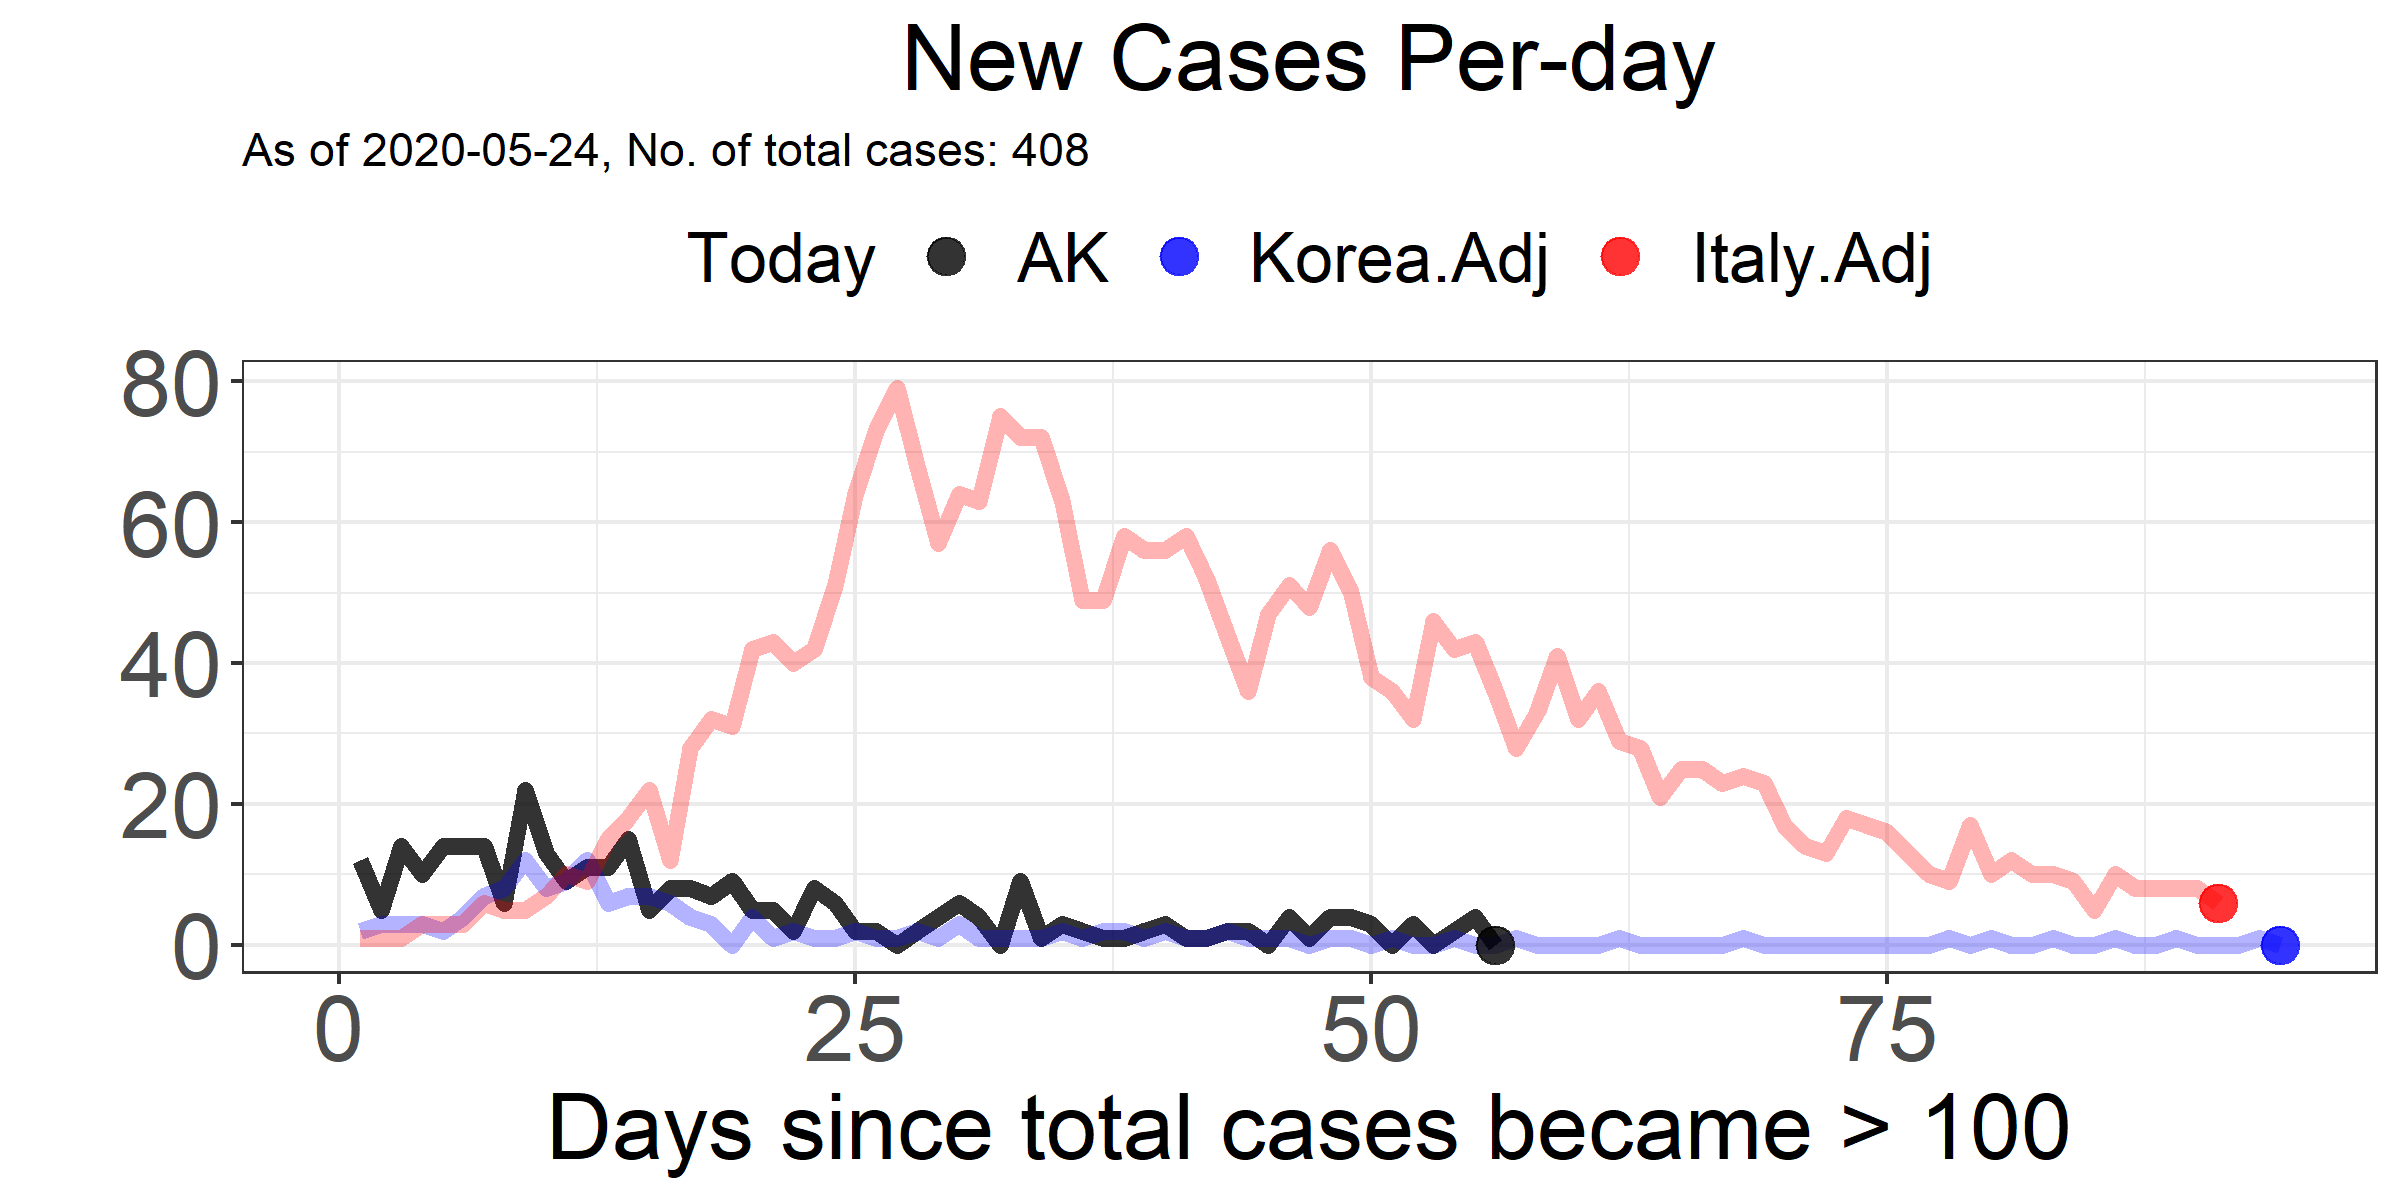 New Cases Per-day
As of 2020-05-24, No. of total cases: 408
Today AK Korea.Adj Italy.Adj
80
60
40
20
0
0 25 50 75
Days since total cases became > 100